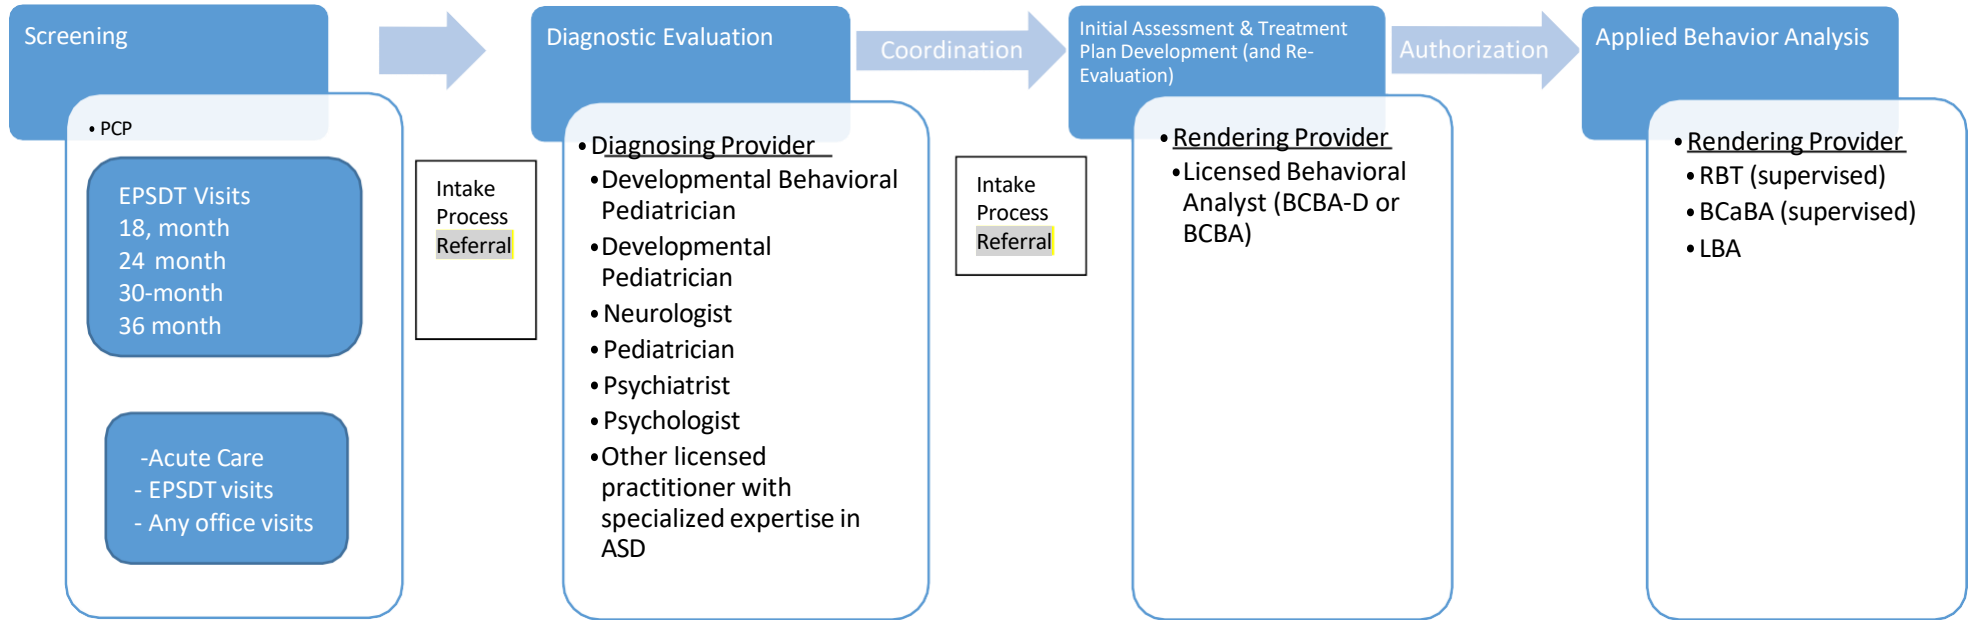 Screening
• PCP
EPSDT Visits
18, month
24 month
30-month
36 month
-Acute Care
- EPSDT visits
- Any office visits
Intake
Process
Referral
Diagnostic Evaluation
• Diagnosing Provider
• Developmental Behavioral
Pediatrician
• Developmental
Pediatrician
• Neurologist
• Pediatrician
• Psychiatrist
• Psychologist
• Other licensed
practitioner with
specialized expertise in
ASD
Coordination
Intake
Process
Referral
Initial Assessment & Treatment
Plan Development (and Re-
Evaluation)
• Rendering Provider
• Licensed Behavioral
Analyst (BCBA-D or
BCBA)
Authorization
Applied Behavior Analysis
• Rendering Provider
• RBT (supervised)
• BCaBA (supervised)
• LBA